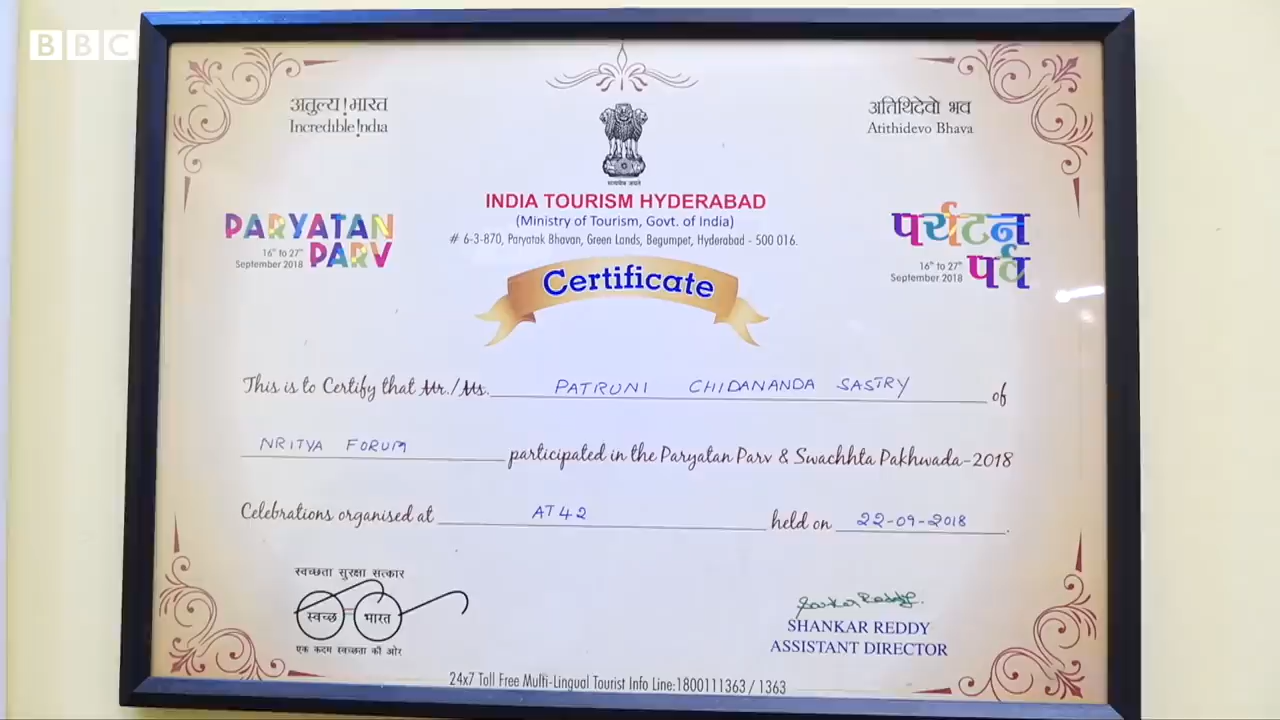 BBC
अतुल्य!भारत
Incredible!ndia
अतिथिदेवो भव
Atithidevo Bhava
सत्यमेव जयते
INDIA TOURISM HYDERABAD
(Ministry of Tourism, Govt. of India)
# 6-3-870, Paryatak Bhavan, Green Lands, Begumpet, Hyderabad - 500 016.
PARYATAN
16th to 27th
September 2018 PARV
पर्यटन
16th to 27th
September 2018 पर्व
Certificate
This is to Certify that Mr./Ms. PATRUNI CHIDANANDA SASTRY of
NRITYA FORUM participated in the Paryatan Parv & Swachhta Pakhwada-2018
Celebrations organised at AT 42 held on 22-09-2018.
स्वच्छता सुरक्षा सत्कार
स्वच्छ भारत
एक कदम स्वच्छता की ओर
Sankar Reddy.
SHANKAR REDDY
ASSISTANT DIRECTOR
24x7 Toll Free Multi-Lingual Tourist Info Line:1800111363 / 1363